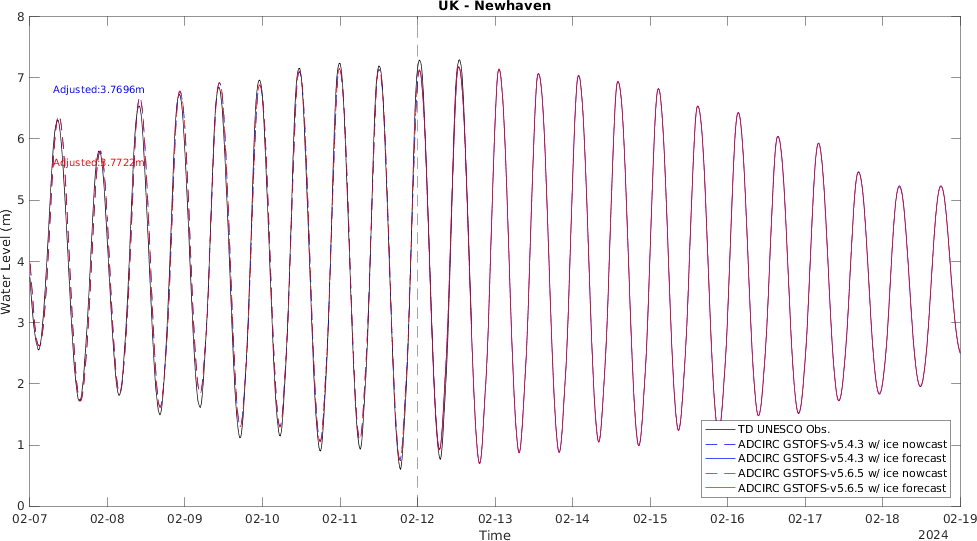 UK - Newhaven
8
7
6
5
4
3
2
1
0
Water Level (m)
Adjusted:3.7696m
Adjusted:3.7722m
TD UNESCO Obs.
ADCIRC GSTOFS-v5.4.3 w/ ice nowcast
ADCIRC GSTOFS-v5.4.3 w/ ice forecast
ADCIRC GSTOFS-v5.6.5 w/ ice nowcast
ADCIRC GSTOFS-v5.6.5 w/ ice forecast
02-07 02-08 02-09 02-10 02-11 02-12 02-13 02-14 02-15 02-16 02-17 02-18 02-19
Time
2024